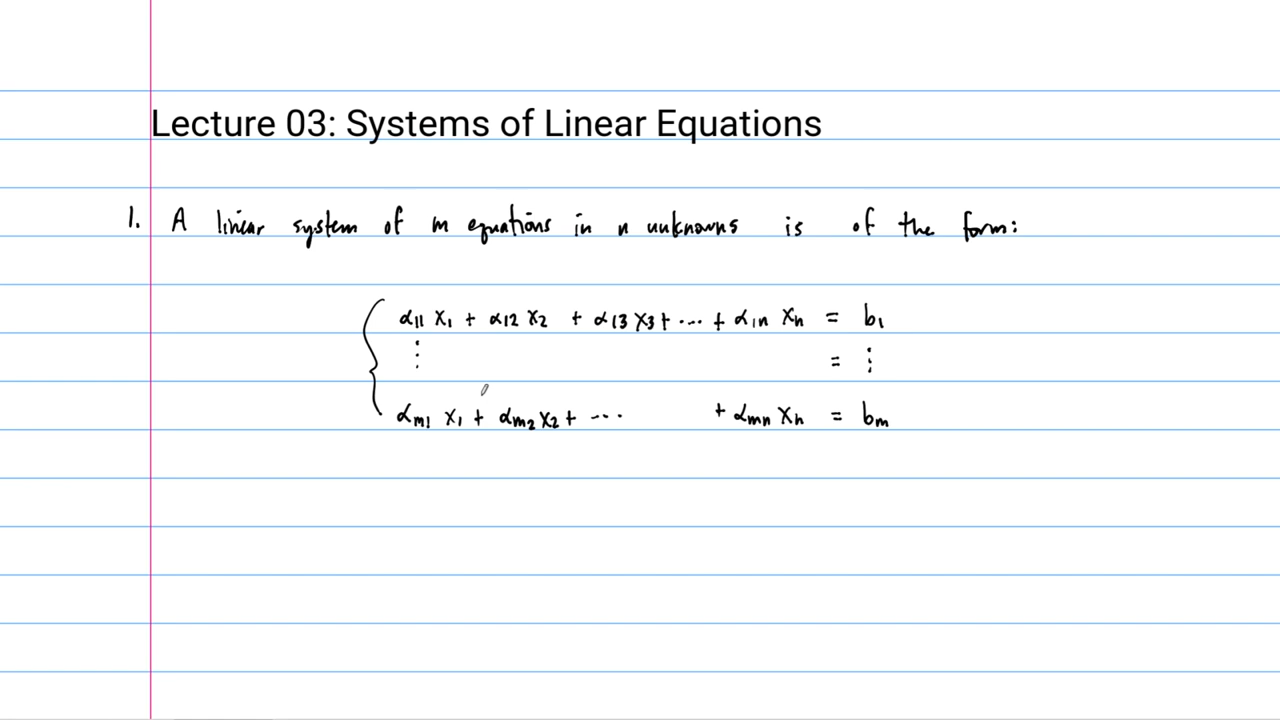 Lecture 03: Systems of Linear Equations
1. A linear system of m equations in n unknowns is of the form:
α₁₁ x₁ + α₁₂ x₂ + α₁₃ x₃ + ... + α₁ₙ xₙ = b₁
⋮ = ⋮
αₘ₁ x₁ + αₘ₂ x₂ + ... + αₘₙ xₙ = bₘ